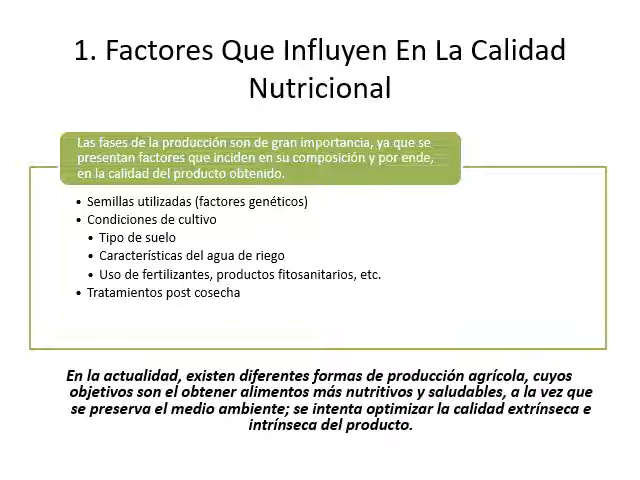 1. Factores Que Influyen En La Calidad
Nutricional
Las fases de la producción son de gran importancia, ya que se
presentan factores que inciden en su composición y por ende,
en la calidad del producto obtenido.
• Semillas utilizadas (factores genéticos)
• Condiciones de cultivo
• Tipo de suelo
• Características del agua de riego
• Uso de fertilizantes, productos fitosanitarios, etc.
• Tratamientos post cosecha
En la actualidad, existen diferentes formas de producción agrícola, cuyos
objetivos son el obtener alimentos más nutritivos y saludables, a la vez que
se preserva el medio ambiente; se intenta optimizar la calidad extrínseca e
intrínseca del producto.